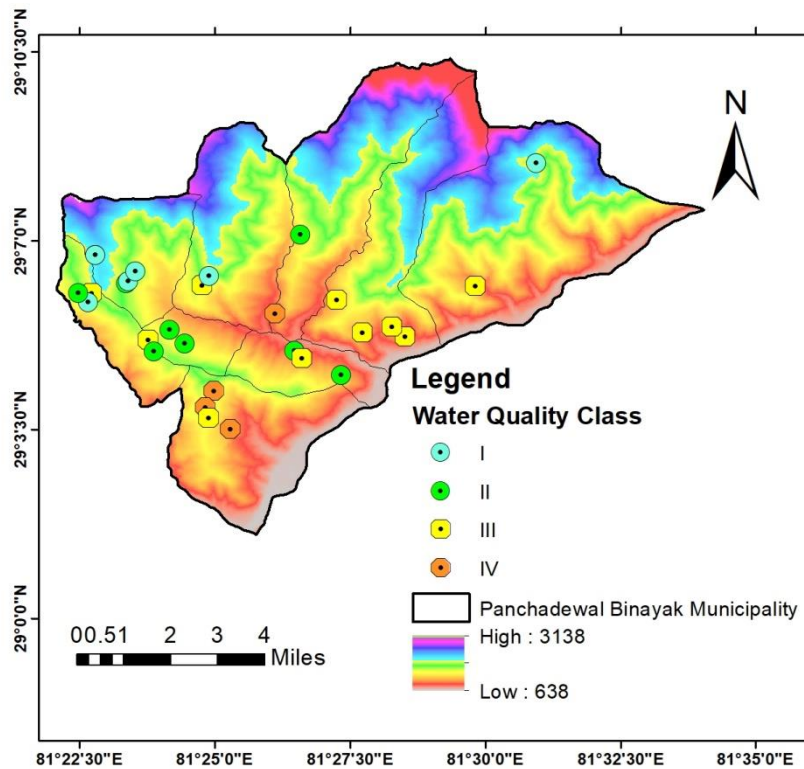 29°10'30"N
29°7'0"N
29°3'30"N
29°0'0"N
N
Legend
Water Quality Class
I
II
III
IV
Panchadewal Binayak Municipality
High : 3138
Low : 638
00.51 2 3 4
Miles
81°22'30"E 81°25'0"E 81°27'30"E 81°30'0"E 81°32'30"E 81°35'0"E